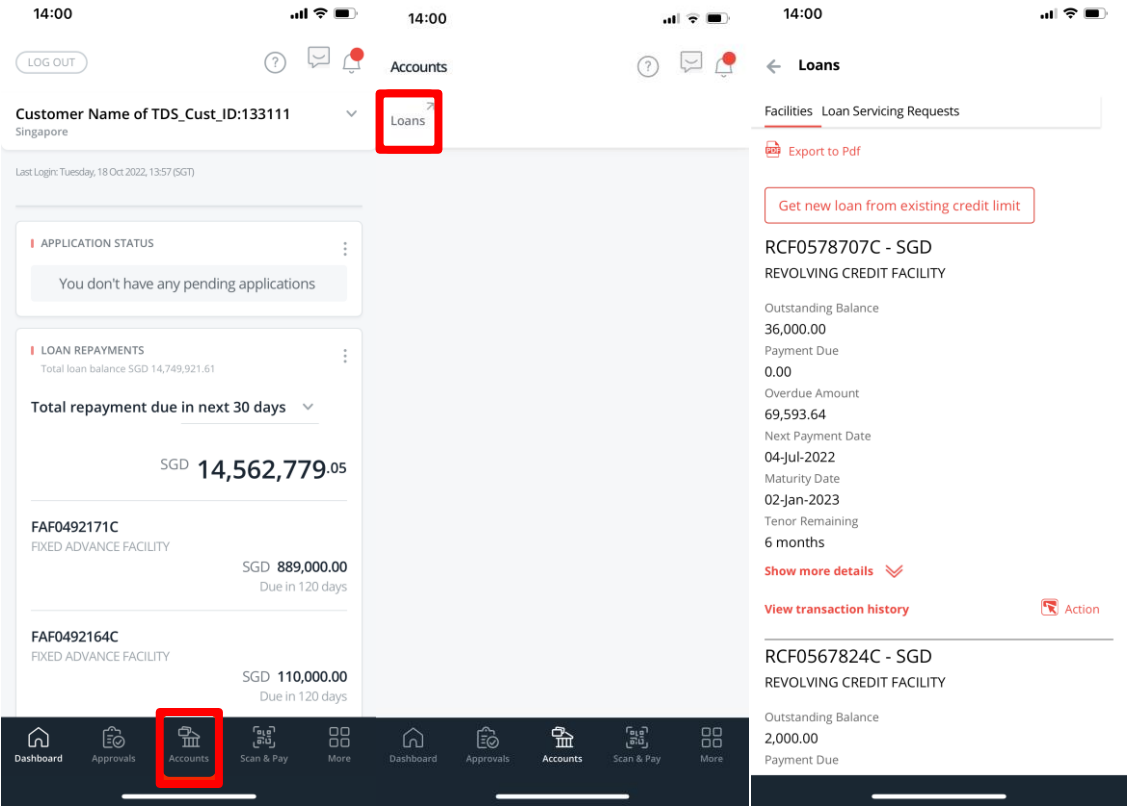 14:00
LOG OUT
?
Customer Name of TDS_Cust_ID:133111
Singapore
Last Login: Tuesday, 18 Oct 2022, 13:57 (SGT)
APPLICATION STATUS
You don't have any pending applications
LOAN REPAYMENTS
Total loan balance SGD 14,749,921.61
Total repayment due in next 30 days
SGD 14,562,779.05
FAF0492171C
FIXED ADVANCE FACILITY
SGD 889,000.00
Due in 120 days
FAF0492164C
FIXED ADVANCE FACILITY
SGD 110,000.00
Due in 120 days
Dashboard Approvals Accounts Scan & Pay More
14:00
Accounts
?
Loans
Dashboard Approvals Accounts Scan & Pay More
14:00
Loans
Facilities Loan Servicing Requests
PDF Export to Pdf
Get new loan from existing credit limit
RCF0578707C - SGD
REVOLVING CREDIT FACILITY
Outstanding Balance
36,000.00
Payment Due
0.00
Overdue Amount
69,593.64
Next Payment Date
04-Jul-2022
Maturity Date
02-Jan-2023
Tenor Remaining
6 months
Show more details
View transaction history Action
RCF0567824C - SGD
REVOLVING CREDIT FACILITY
Outstanding Balance
2,000.00
Payment Due